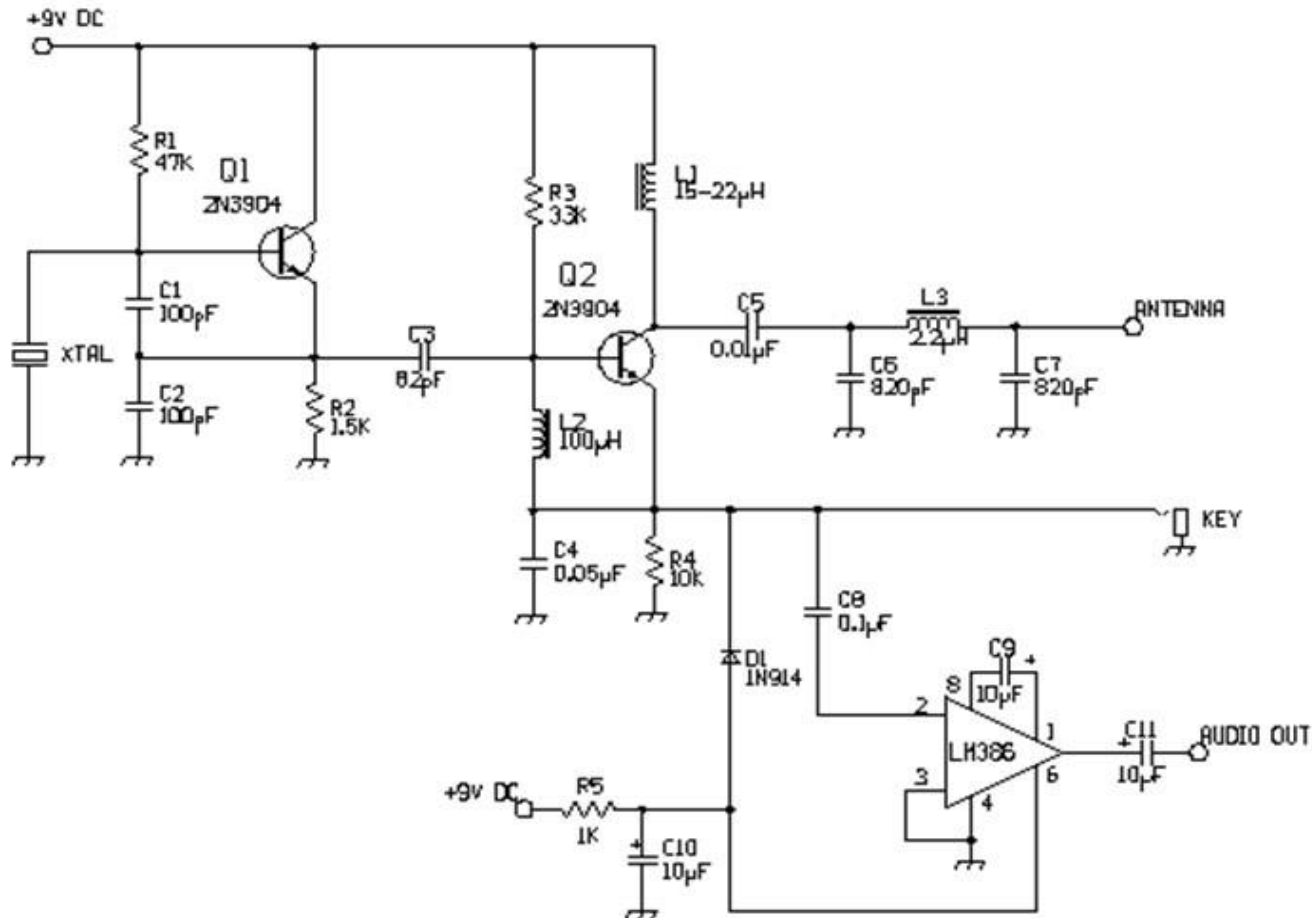 +9V DC
R1
47K
Q1
2N3904
R3
33K
L1
15-22µH
Q2
2N3904
C1
100pF
C3
82pF
C5
0.01µF
L3
2.2µH
ANTENNA
XTAL
C2
100pF
R2
1.5K
L2
100µH
C6
820pF
C7
820pF
KEY
C4
0.05µF
R4
10K
C8
0.1µF
D1
1N914
C9
+
10µF
8
2
1
LM386
3
4
6
+
C11
10µF
AUDIO OUT
+9V DC
R5
1K
+
C10
10µF